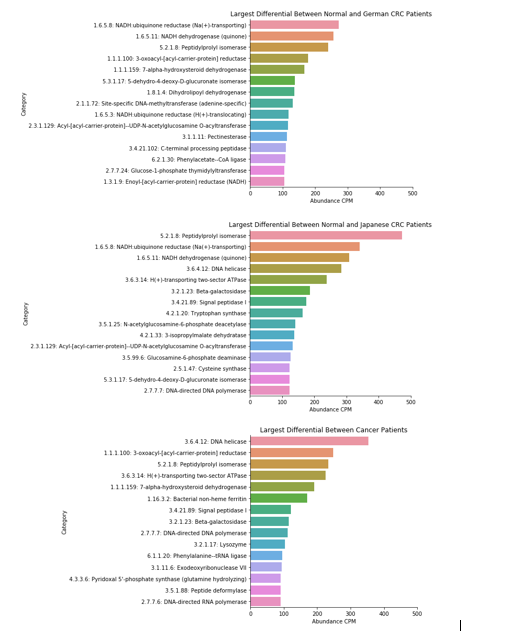 Largest Differential Between Normal and German CRC Patients
1.6.5.8: NADH:ubiquinone reductase (Na(+)-transporting)
1.6.5.11: NADH dehydrogenase (quinone)
5.2.1.8: Peptidylprolyl isomerase
1.1.1.100: 3-oxoacyl-[acyl-carrier-protein] reductase
1.1.1.159: 7-alpha-hydroxysteroid dehydrogenase
5.3.1.17: 5-dehydro-4-deoxy-D-glucuronate isomerase
1.8.1.4: Dihydrolipoyl dehydrogenase
2.1.1.72: Site-specific DNA-methyltransferase (adenine-specific)
1.6.5.3: NADH:ubiquinone reductase (H(+)-translocating)
2.3.1.129: Acyl-[acyl-carrier-protein]--UDP-N-acetylglucosamine O-acyltransferase
3.1.1.11: Pectinesterase
3.4.21.102: C-terminal processing peptidase
6.2.1.30: Phenylacetate--CoA ligase
2.7.7.24: Glucose-1-phosphate thymidylyltransferase
1.3.1.9: Enoyl-[acyl-carrier-protein] reductase (NADH)
Category
0 100 200 300 400 500
Abundance CPM
Largest Differential Between Normal and Japanese CRC Patients
5.2.1.8: Peptidylprolyl isomerase
1.6.5.8: NADH:ubiquinone reductase (Na(+)-transporting)
1.6.5.11: NADH dehydrogenase (quinone)
3.6.4.12: DNA helicase
3.6.3.14: H(+)-transporting two-sector ATPase
3.2.1.23: Beta-galactosidase
3.4.21.89: Signal peptidase I
4.2.1.20: Tryptophan synthase
3.5.1.25: N-acetylglucosamine-6-phosphate deacetylase
4.2.1.33: 3-isopropylmalate dehydratase
2.3.1.129: Acyl-[acyl-carrier-protein]--UDP-N-acetylglucosamine O-acyltransferase
3.5.99.6: Glucosamine-6-phosphate deaminase
2.5.1.47: Cysteine synthase
5.3.1.17: 5-dehydro-4-deoxy-D-glucuronate isomerase
2.7.7.7: DNA-directed DNA polymerase
Category
0 100 200 300 400 500
Abundance CPM
Largest Differential Between Cancer Patients
3.6.4.12: DNA helicase
1.1.1.100: 3-oxoacyl-[acyl-carrier-protein] reductase
5.2.1.8: Peptidylprolyl isomerase
3.6.3.14: H(+)-transporting two-sector ATPase
1.1.1.159: 7-alpha-hydroxysteroid dehydrogenase
1.16.3.2: Bacterial non-heme ferritin
3.4.21.89: Signal peptidase I
3.2.1.23: Beta-galactosidase
2.7.7.7: DNA-directed DNA polymerase
3.2.1.17: Lysozyme
6.1.1.20: Phenylalanine--tRNA ligase
3.1.11.6: Exodeoxyribonuclease VII
4.3.3.6: Pyridoxal 5'-phosphate synthase (glutamine hydrolyzing)
3.5.1.88: Peptide deformylase
2.7.7.6: DNA-directed RNA polymerase
Category
0 100 200 300 400 500
Abundance CPM